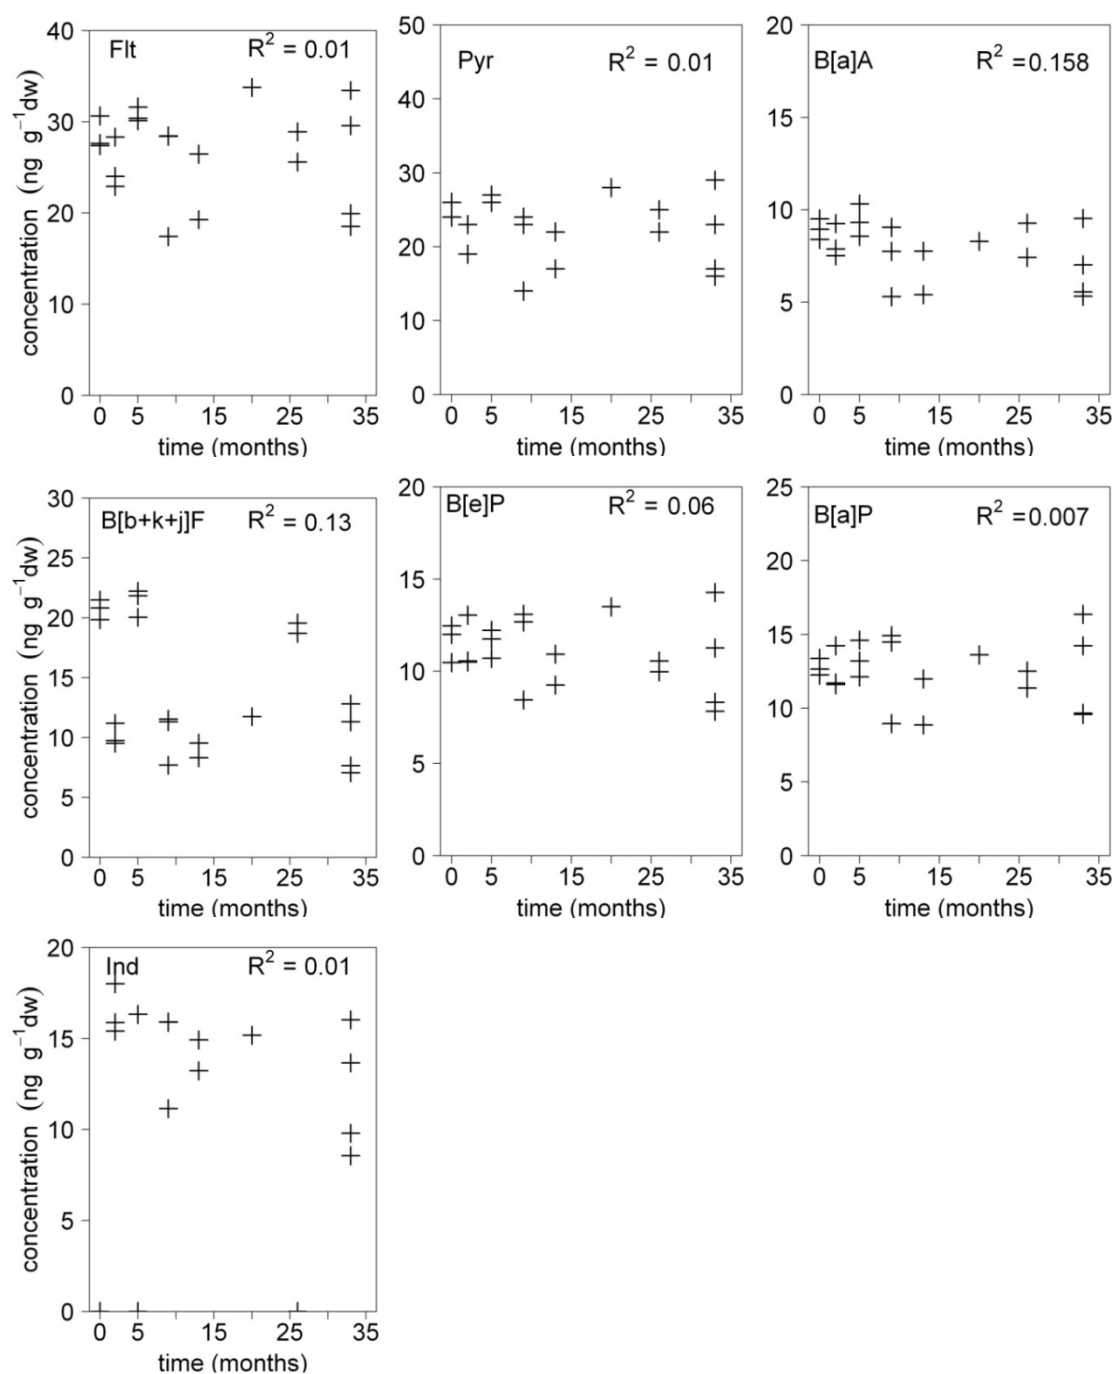 40
30
20
10
0
concentration (ng g⁻¹dw)
Flt R² = 0.01
0 5 15 25 35
time (months)
50
40
30
20
10
0
Pyr R² = 0.01
0 5 15 25 35
time (months)
20
15
10
5
0
B[a]A R² =0.158
0 5 15 25 35
time (months)
30
25
20
15
10
5
0
concentration (ng g⁻¹dw)
B[b+k+j]F R² = 0.13
0 5 15 25 35
time (months)
20
15
10
5
0
B[e]P R² = 0.06
0 5 15 25 35
time (months)
25
20
15
10
5
0
B[a]P R² =0.007
0 5 15 25 35
time (months)
20
15
10
5
0
concentration (ng g⁻¹dw)
Ind R² = 0.01
0 5 15 25 35
time (months)